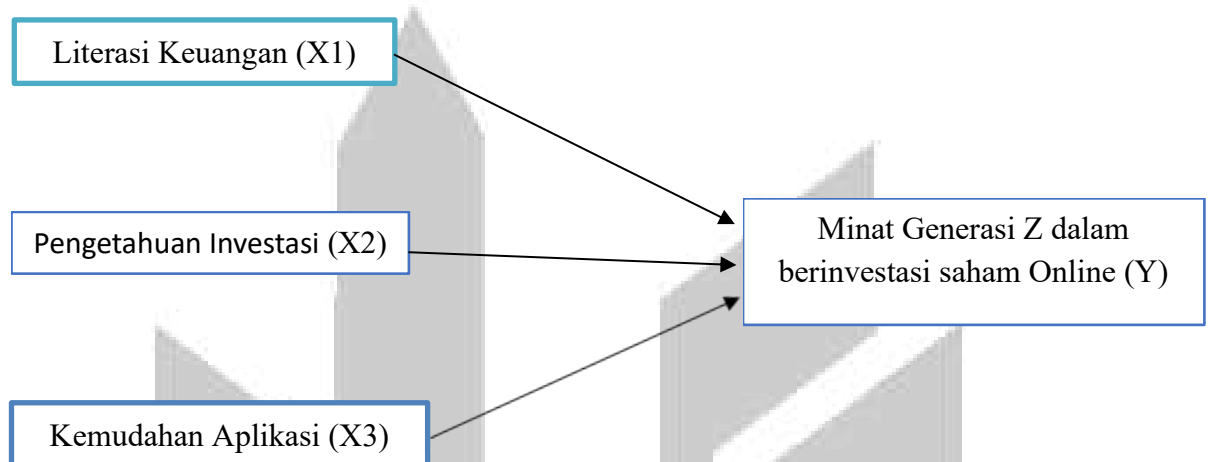 Literasi Keuangan (X1)
Pengetahuan Investasi (X2)
Minat Generasi Z dalam
berinvestasi saham Online (Y)
Kemudahan Aplikasi (X3)